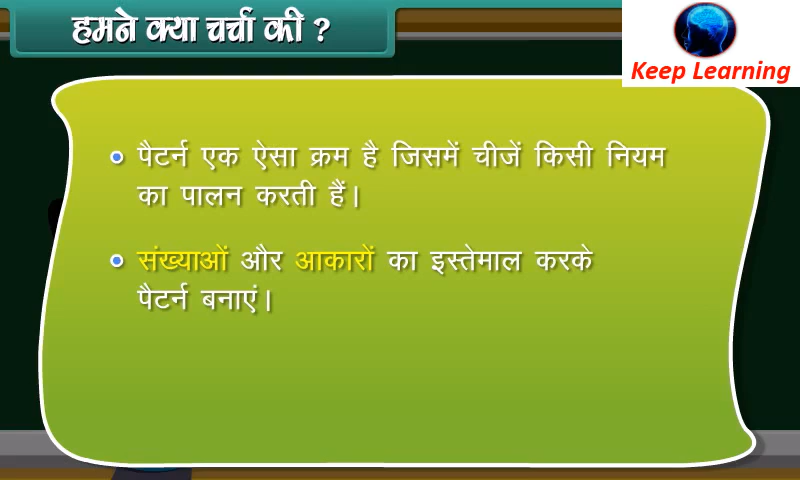 हमने क्या चर्चा की ?
Keep Learning
पैटर्न एक ऐसा क्रम है जिसमें चीजें किसी नियम
का पालन करती हैं।
संख्याओं और आकारों का इस्तेमाल करके
पैटर्न बनाएं।